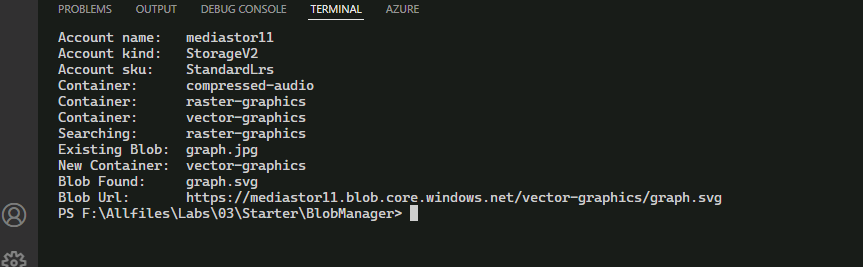 PROBLEMS OUTPUT DEBUG CONSOLE TERMINAL AZURE
Account name: mediastor11
Account kind: StorageV2
Account sku: StandardLrs
Container: compressed-audio
Container: raster-graphics
Container: vector-graphics
Searching: raster-graphics
Existing Blob: graph.jpg
New Container: vector-graphics
Blob Found: graph.svg
Blob Url: https://mediastor11.blob.core.windows.net/vector-graphics/graph.svg
PS F:\Allfiles\Labs\03\Starter\BlobManager>